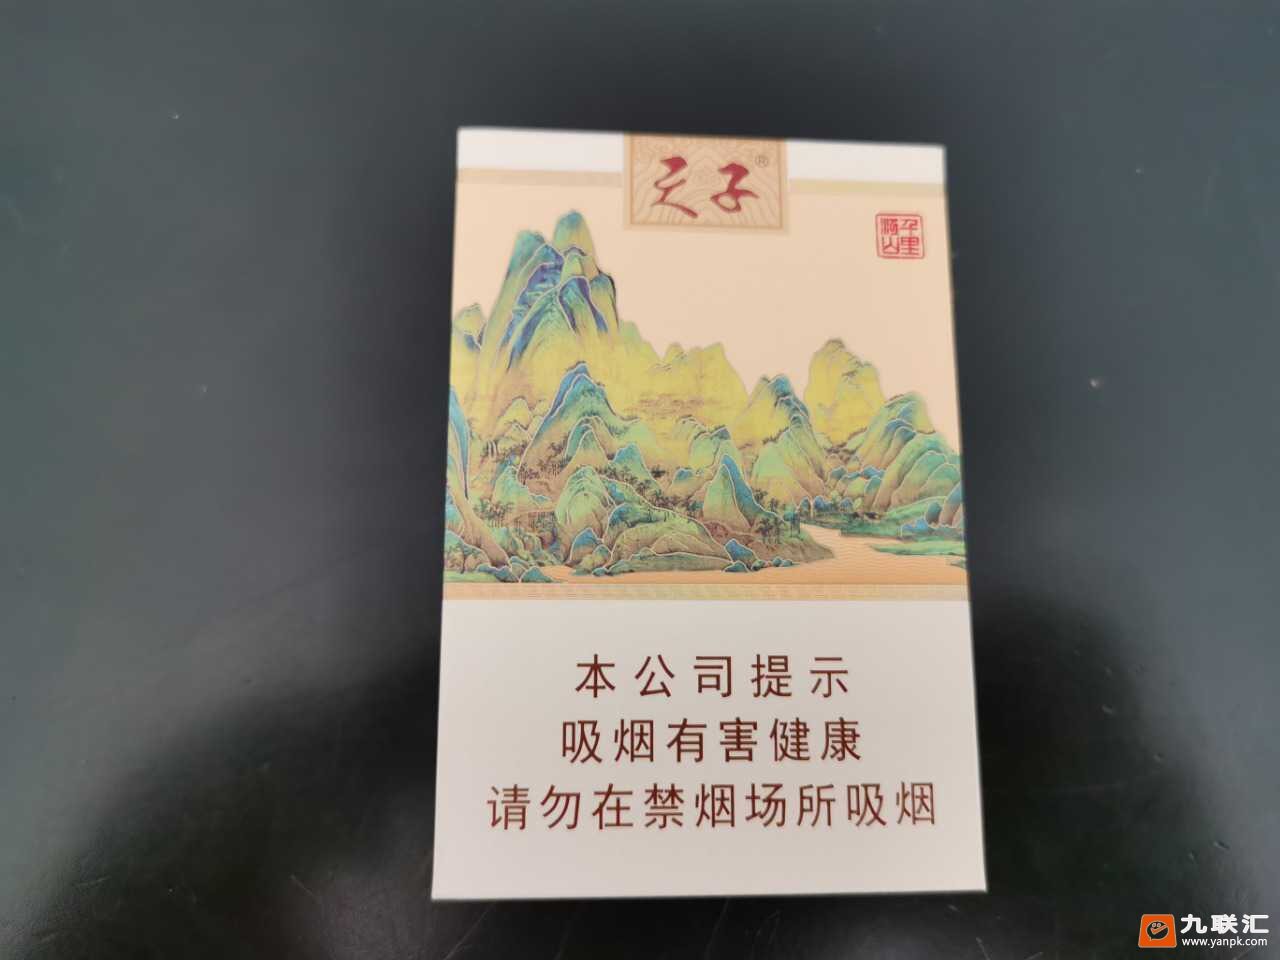 天子®
千里
江山
本公司提示
吸烟有害健康
请勿在禁烟场所吸烟
九联汇
www.yanpk.com